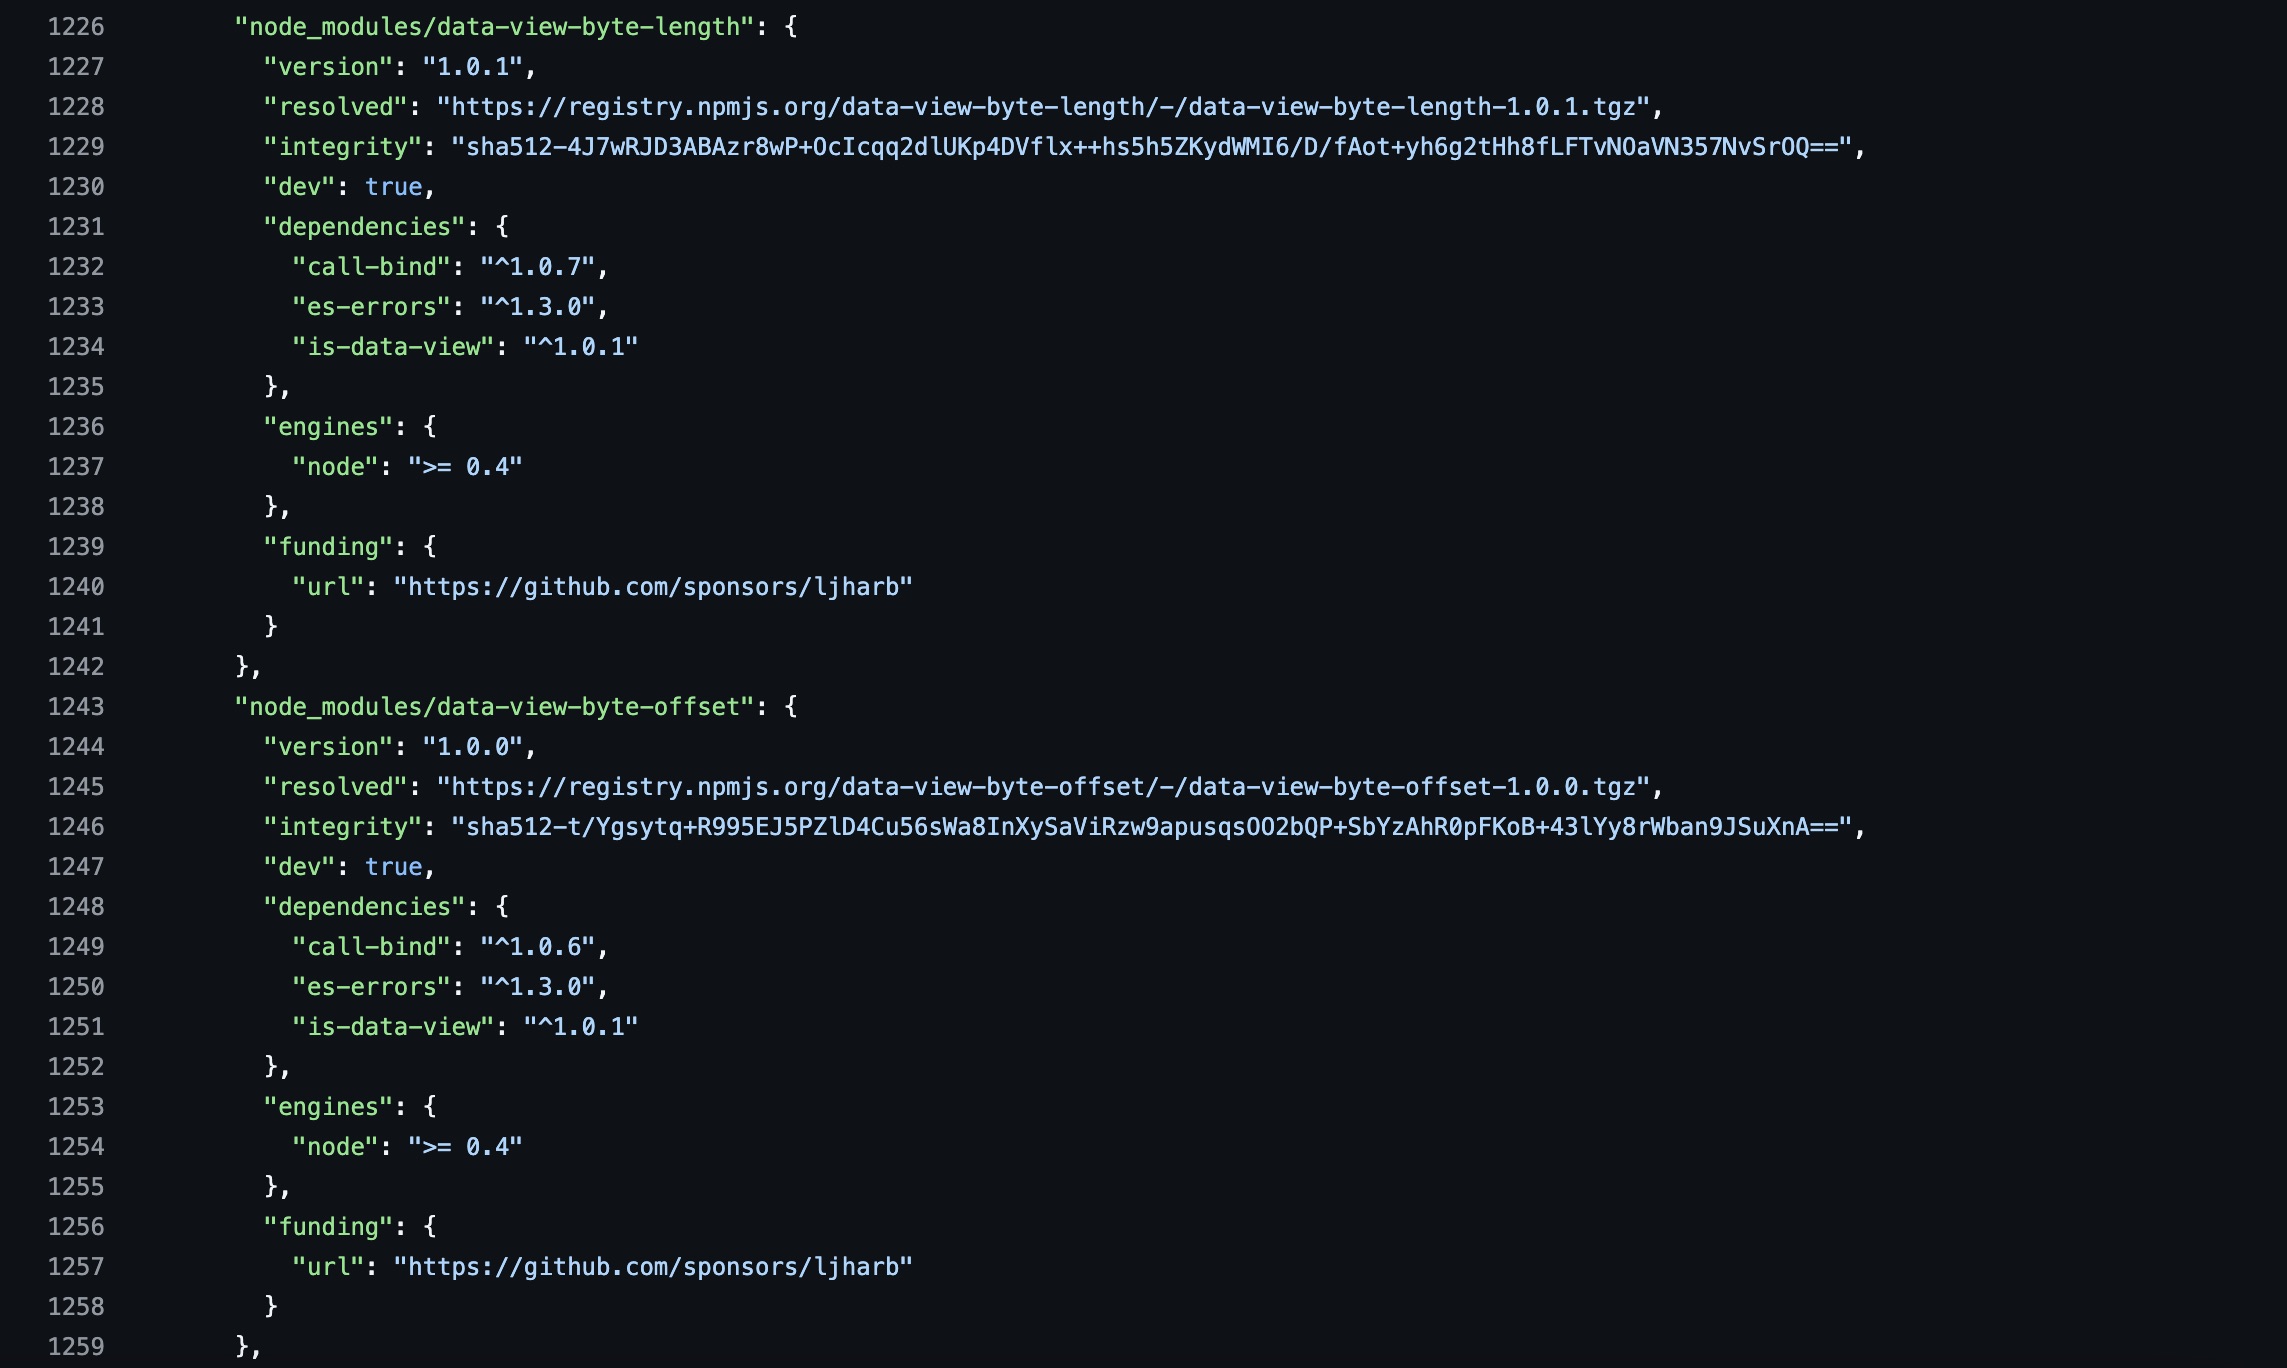 1226 "node_modules/data-view-byte-length": {
1227 "version": "1.0.1",
1228 "resolved": "https://registry.npmjs.org/data-view-byte-length/-/data-view-byte-length-1.0.1.tgz",
1229 "integrity": "sha512-4J7wRJD3ABAzr8wP+OcIcqq2dlUKp4DVflx++hs5h5ZKydWMI6/D/fAot+yh6g2tHh8fLFTvNOaVN357NvSrOQ==",
1230 "dev": true,
1231 "dependencies": {
1232 "call-bind": "^1.0.7",
1233 "es-errors": "^1.3.0",
1234 "is-data-view": "^1.0.1"
1235 },
1236 "engines": {
1237 "node": ">= 0.4"
1238 },
1239 "funding": {
1240 "url": "https://github.com/sponsors/ljharb"
1241 }
1242 },
1243 "node_modules/data-view-byte-offset": {
1244 "version": "1.0.0",
1245 "resolved": "https://registry.npmjs.org/data-view-byte-offset/-/data-view-byte-offset-1.0.0.tgz",
1246 "integrity": "sha512-t/Ygsytq+R995EJ5PZlD4Cu56sWa8InXySaViRzw9apusqsOO2bQP+SbYzAhR0pFKoB+43lYy8rWban9JSuXnA==",
1247 "dev": true,
1248 "dependencies": {
1249 "call-bind": "^1.0.6",
1250 "es-errors": "^1.3.0",
1251 "is-data-view": "^1.0.1"
1252 },
1253 "engines": {
1254 "node": ">= 0.4"
1255 },
1256 "funding": {
1257 "url": "https://github.com/sponsors/ljharb"
1258 }
1259 },